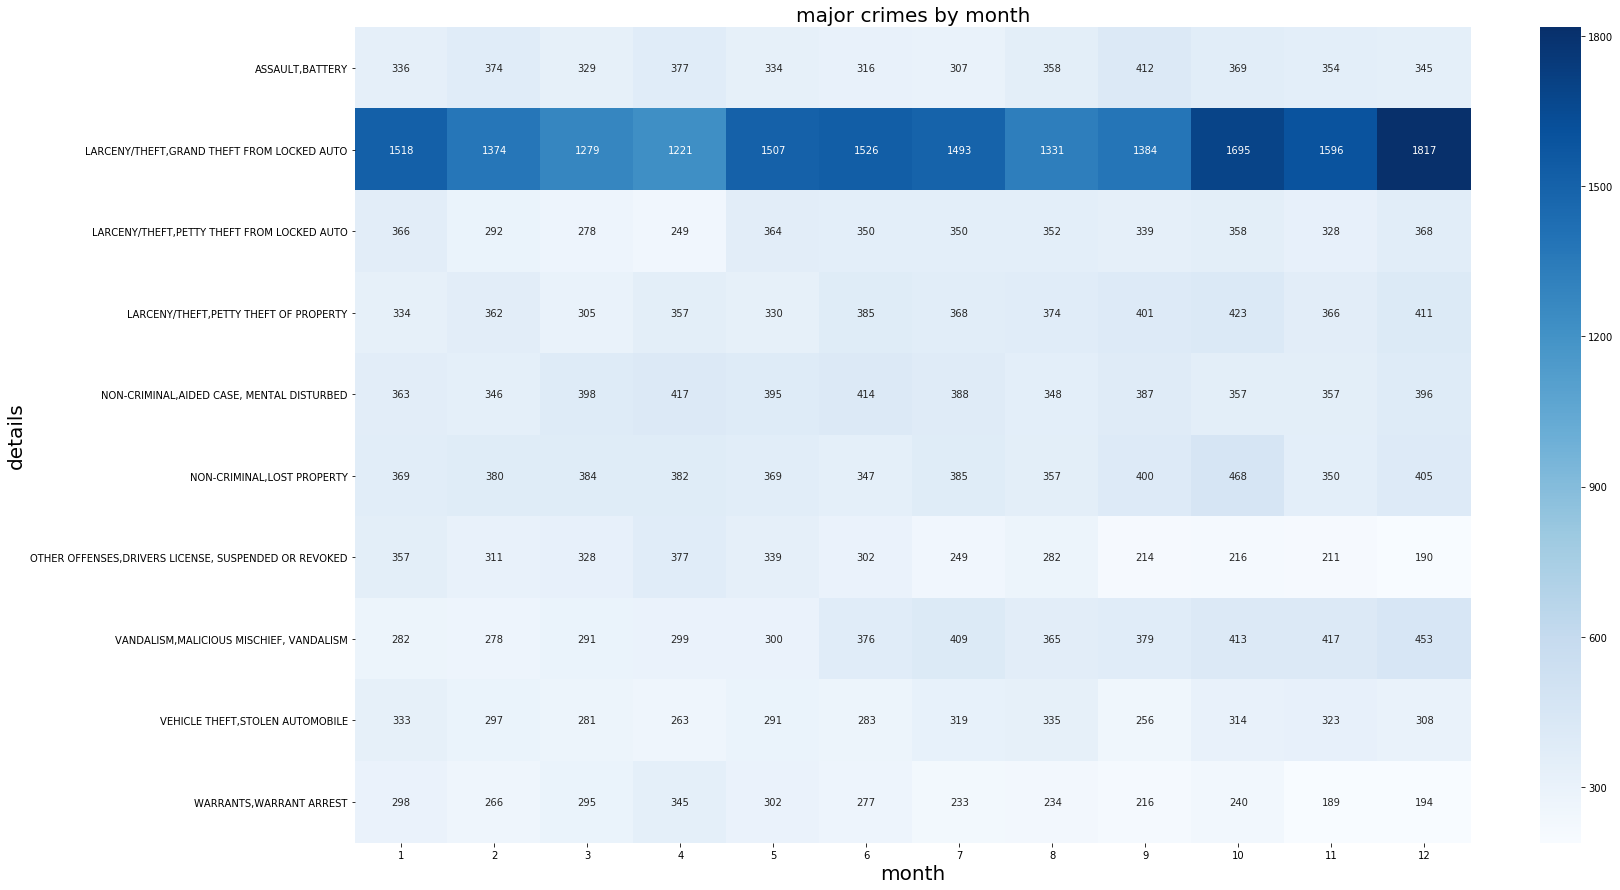 major crimes by month
ASSAULT,BATTERY 336 374 329 377 334 316 307 358 412 369 354 345
LARCENY/THEFT,GRAND THEFT FROM LOCKED AUTO 1518 1374 1279 1221 1507 1526 1493 1331 1384 1695 1596 1817
LARCENY/THEFT,PETTY THEFT FROM LOCKED AUTO 366 292 278 249 364 350 350 352 339 358 328 368
LARCENY/THEFT,PETTY THEFT OF PROPERTY 334 362 305 357 330 385 368 374 401 423 366 411
NON-CRIMINAL,AIDED CASE, MENTAL DISTURBED 363 346 398 417 395 414 388 348 387 357 357 396
NON-CRIMINAL,LOST PROPERTY 369 380 384 382 369 347 385 357 400 468 350 405
OTHER OFFENSES,DRIVERS LICENSE, SUSPENDED OR REVOKED 357 311 328 377 339 302 249 282 214 216 211 190
VANDALISM,MALICIOUS MISCHIEF, VANDALISM 282 278 291 299 300 376 409 365 379 413 417 453
VEHICLE THEFT,STOLEN AUTOMOBILE 333 297 281 263 291 283 319 335 256 314 323 308
WARRANTS,WARRANT ARREST 298 266 295 345 302 277 233 234 216 240 189 194
1 2 3 4 5 6 7 8 9 10 11 12
month
details
1800
1500
1200
900
600
300